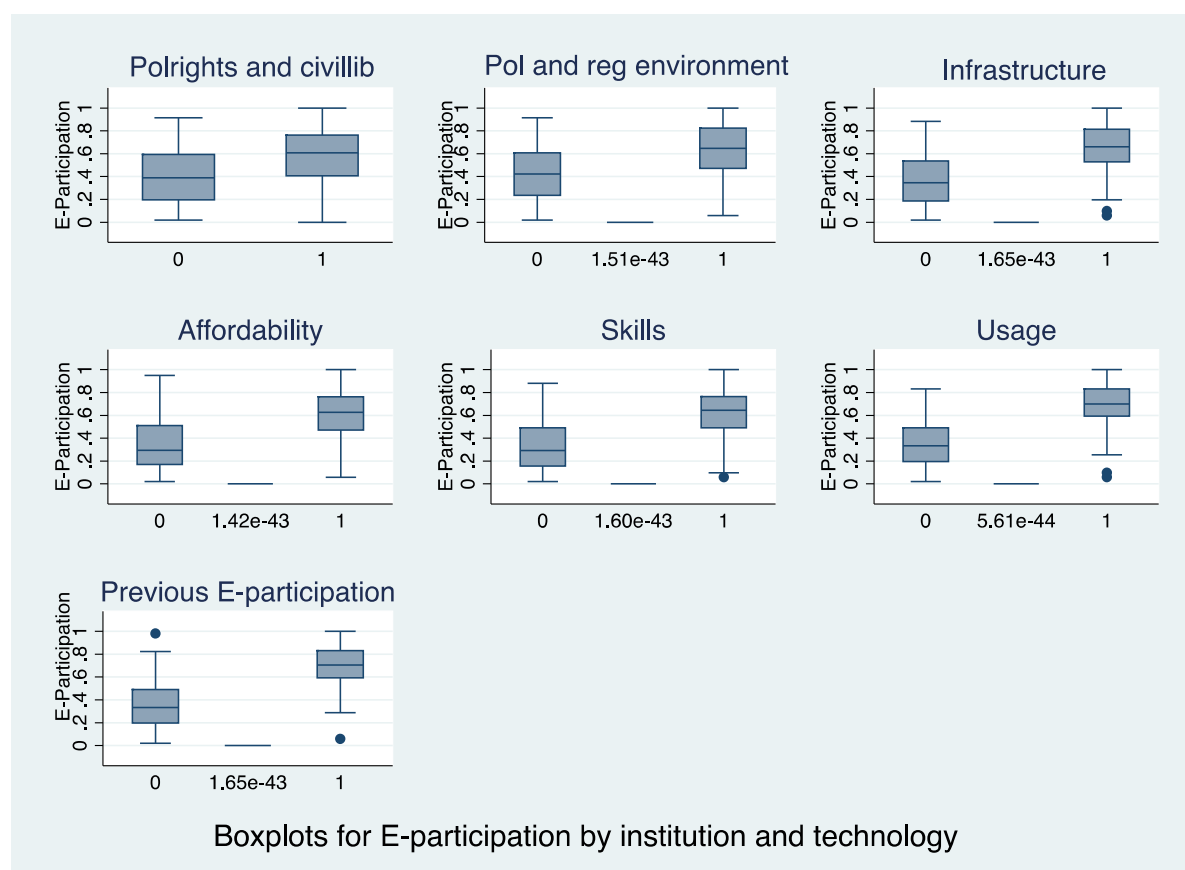 Polrights and civillib
E-Participation
0 .2 .4 .6 .8 1
0 1
Pol and reg environment
E-Participation
0 .2 .4 .6 .8 1
0 1.51e-43 1
Infrastructure
E-Participation
0 .2 .4 .6 .8 1
0 1.65e-43 1
Affordability
E-Participation
0 .2 .4 .6 .8 1
0 1.42e-43 1
Skills
E-Participation
0 .2 .4 .6 .8 1
0 1.60e-43 1
Usage
E-Participation
0 .2 .4 .6 .8 1
0 5.61e-44 1
Previous E-participation
E-Participation
0 .2 .4 .6 .8 1
0 1.65e-43 1
Boxplots for E-participation by institution and technology